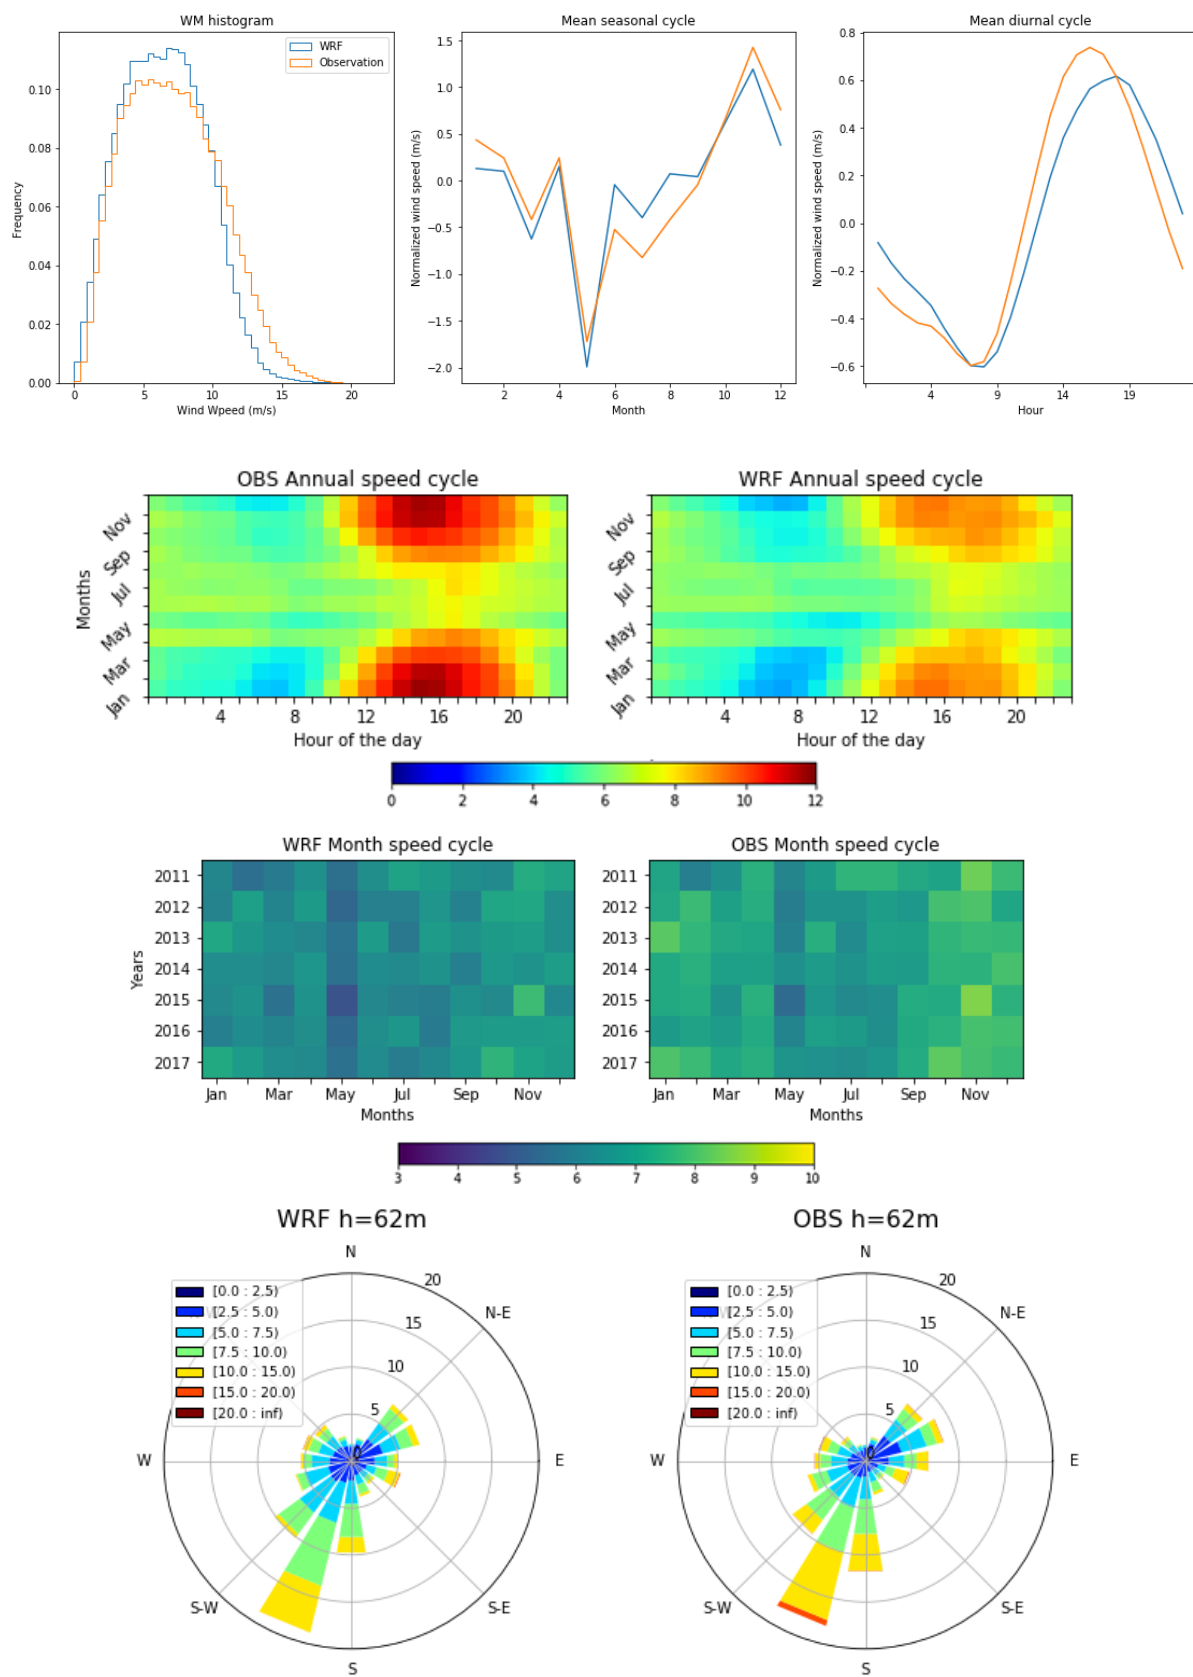 WM histogram
Mean seasonal cycle
Mean diurnal cycle
WRF
Observation
Frequency
0.00
0.02
0.04
0.06
0.08
0.10
0 5 10 15 20
Wind Wpeed (m/s)
Normalized wind speed (m/s)
1.5
1.0
0.5
0.0
−0.5
−1.0
−1.5
−2.0
2 4 6 8 10 12
Month
Normalized wind speed (m/s)
0.8
0.6
0.4
0.2
0.0
−0.2
−0.4
−0.6
4 9 14 19
Hour
OBS Annual speed cycle
WRF Annual speed cycle
Months
Nov
Sep
Jul
May
Mar
Jan
4 8 12 16 20
Hour of the day
Nov
Sep
Jul
May
Mar
Jan
4 8 12 16 20
Hour of the day
0 2 4 6 8 10 12
WRF Month speed cycle
OBS Month speed cycle
Years
2011
2012
2013
2014
2015
2016
2017
Jan Mar May Jul Sep Nov
Months
2011
2012
2013
2014
2015
2016
2017
Jan Mar May Jul Sep Nov
Months
3 4 5 6 7 8 9 10
WRF h=62m
OBS h=62m
N
N-E
E
S-E
S
S-W
W
0
5
10
15
20
[0.0 : 2.5)
[2.5 : 5.0)
[5.0 : 7.5)
[7.5 : 10.0)
[10.0 : 15.0)
[15.0 : 20.0)
[20.0 : inf)
N
N-E
E
S-E
S
S-W
W
0
5
10
15
20
[0.0 : 2.5)
[2.5 : 5.0)
[5.0 : 7.5)
[7.5 : 10.0)
[10.0 : 15.0)
[15.0 : 20.0)
[20.0 : inf)